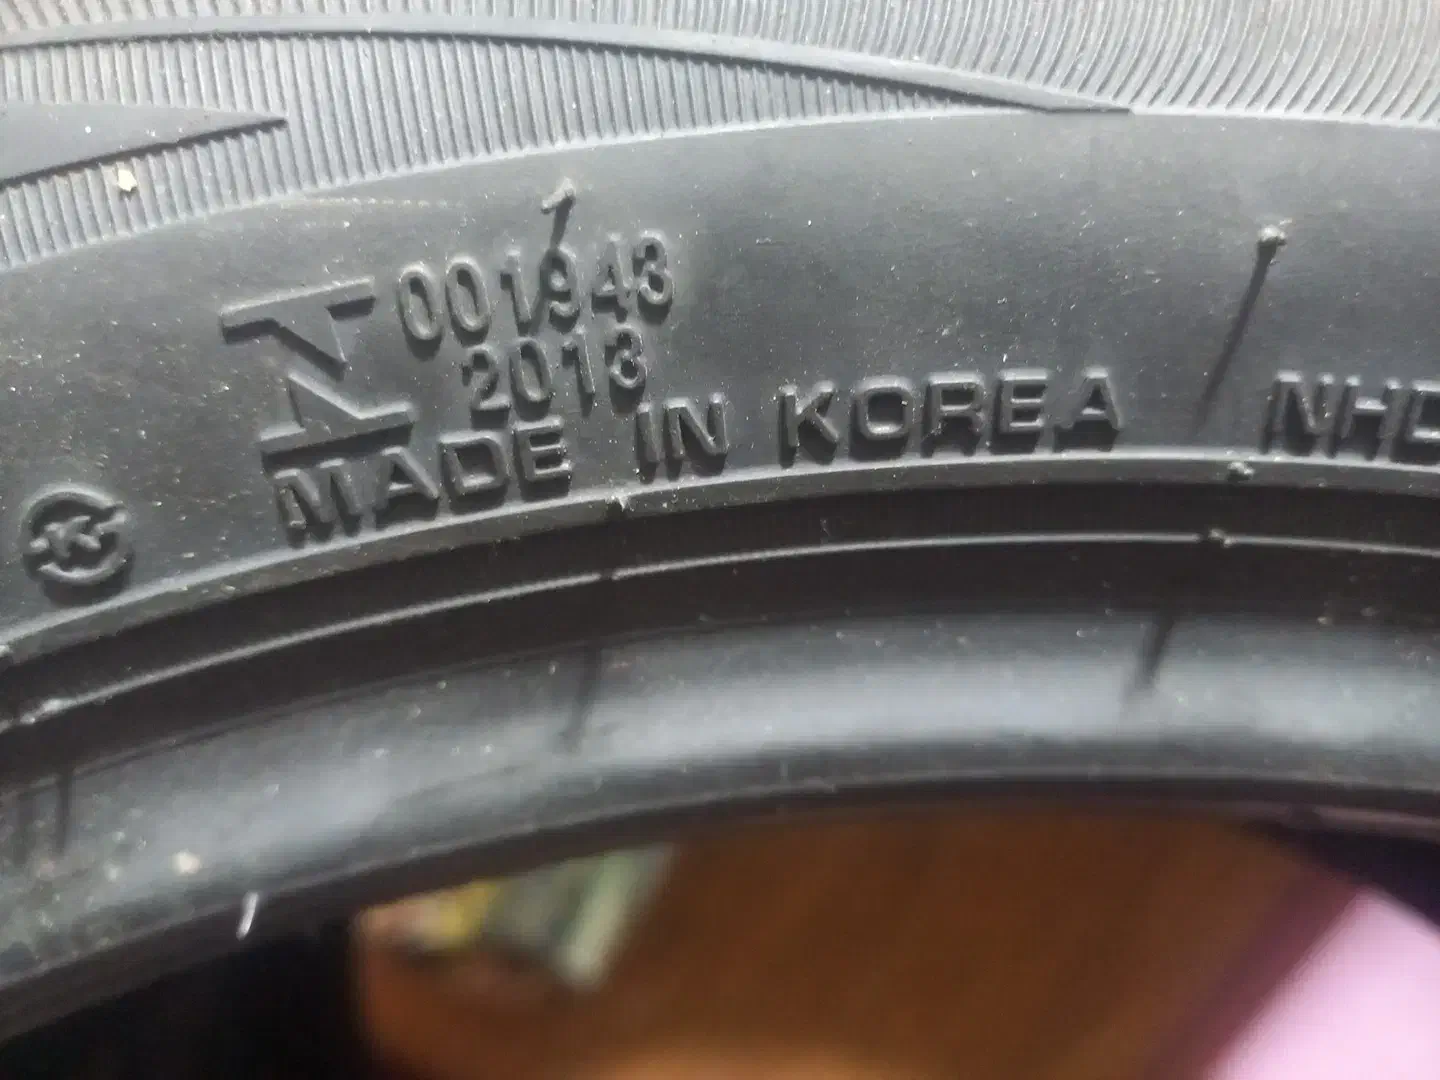 N 001943
2013
MADE IN KOREA
K